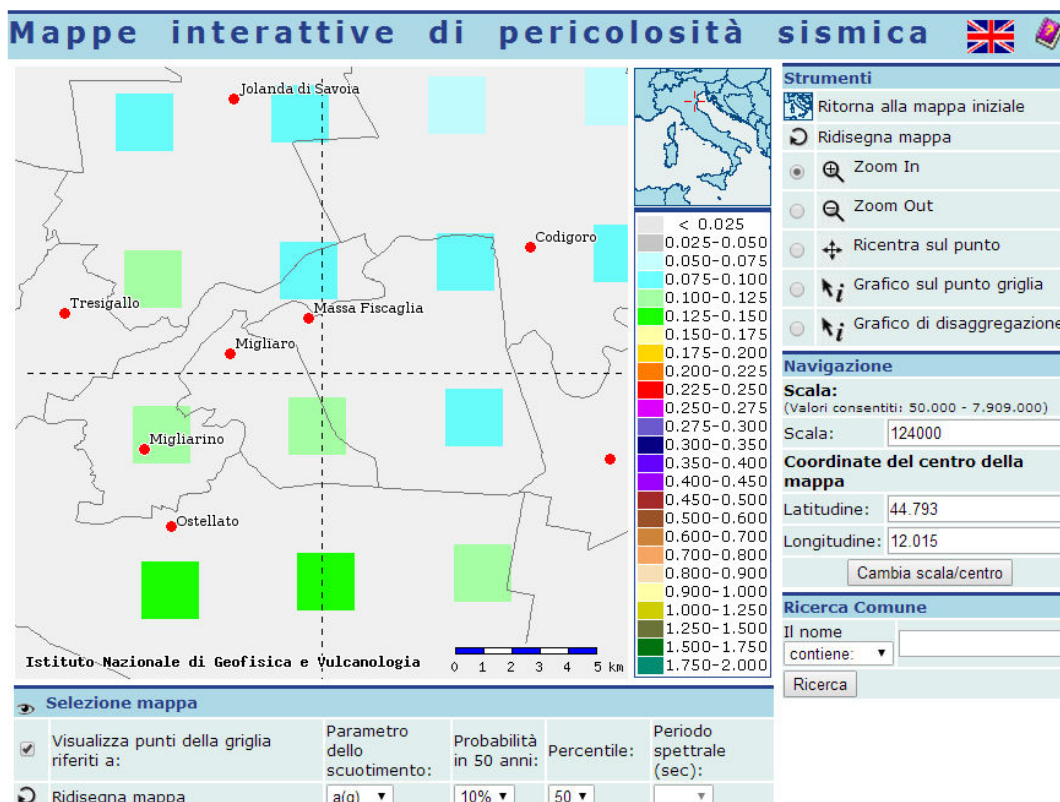 Mappe interattive di pericolosità sismica
Jolanda di Savoia
Codigoro
Tresigallo
Massa Fiscaglia
Migliaro
Migliarino
Ostellato
Istituto Nazionale di Geofisica e Vulcanologia
0 1 2 3 4 5 km
< 0.025
0.025-0.050
0.050-0.075
0.075-0.100
0.100-0.125
0.125-0.150
0.150-0.175
0.175-0.200
0.200-0.225
0.225-0.250
0.250-0.275
0.275-0.300
0.300-0.350
0.350-0.400
0.400-0.450
0.450-0.500
0.500-0.600
0.600-0.700
0.700-0.800
0.800-0.900
0.900-1.000
1.000-1.250
1.250-1.500
1.500-1.750
1.750-2.000
Strumenti
Ritorna alla mappa iniziale
Ridisegna mappa
Zoom In
Zoom Out
Ricentra sul punto
Grafico sul punto griglia
Grafico di disaggregazione
Navigazione
Scala:
(Valori consentiti: 50.000 - 7.909.000)
Scala: 124000
Coordinate del centro della
mappa
Latitudine: 44.793
Longitudine: 12.015
Cambia scala/centro
Ricerca Comune
Il nome
contiene:
Ricerca
Selezione mappa
Visualizza punti della griglia
riferiti a:
Parametro
dello
scuotimento:
Probabilità
in 50 anni:
Percentile:
Periodo
spettrale
(sec):
Ridisegna mappa
a(g) 10% 50